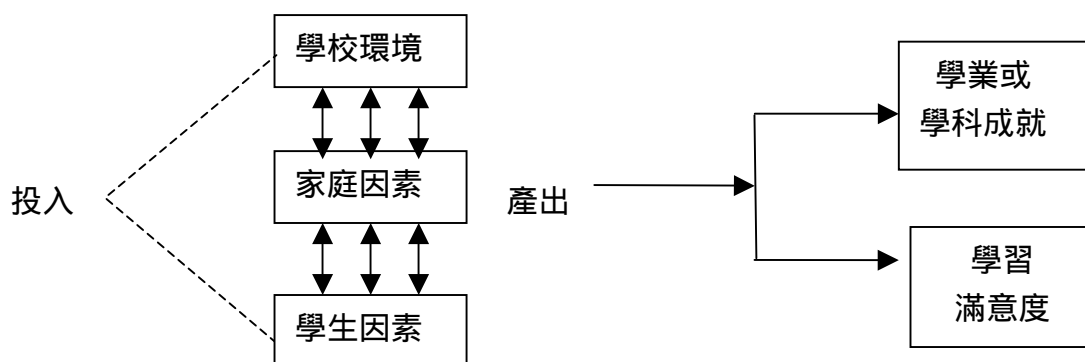 學校環境
學業或
學科成就
家庭因素
投入
產出
學習
滿意度
學生因素